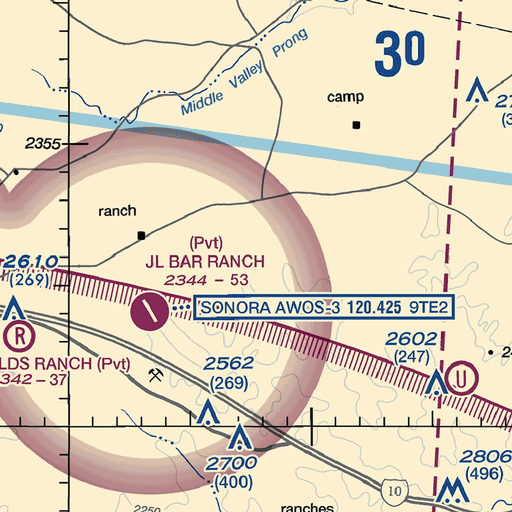 Middle Valley Prong
30
camp
2355
ranch
(Pvt)
JL BAR RANCH
2344 – 53
2610
(269)
SONORA AWOS-3 120.425 9TE2
R
LDS RANCH (Pvt)
342 – 37
2602
(247)
U
2562
(269)
2700
(400)
2806
(496)
10
2250
ranches